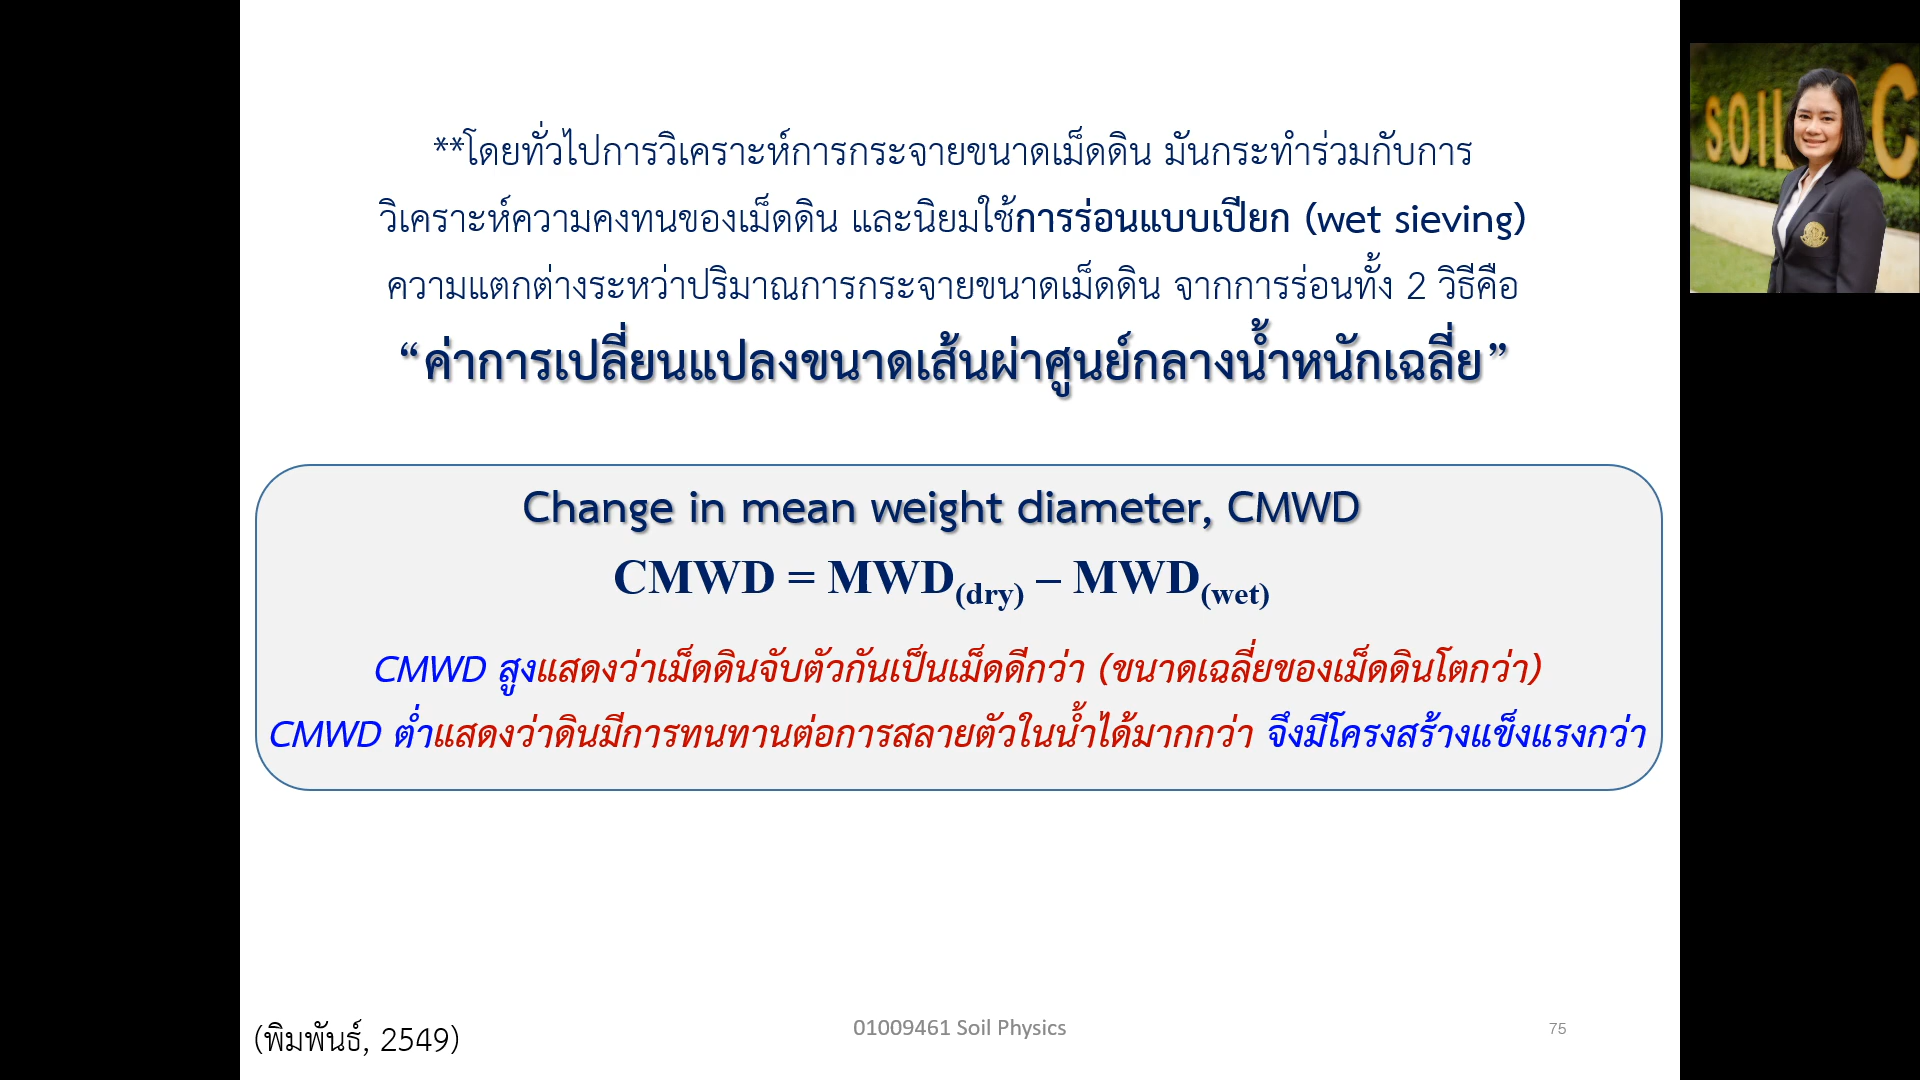 **โดยทั่วไปการวิเคราะห์การกระจายขนาดเม็ดดิน มันกระทำร่วมกับการ
วิเคราะห์ความคงทนของเม็ดดิน และนิยมใช้การร่อนแบบเปียก (wet sieving)
ความแตกต่างระหว่าปริมาณการกระจายขนาดเม็ดดิน จากการร่อนทั้ง 2 วิธีคือ
“ค่าการเปลี่ยนแปลงขนาดเส้นผ่าศูนย์กลางน้ำหนักเฉลี่ย”
Change in mean weight diameter, CMWD
CMWD = MWD(dry) – MWD(wet)
CMWD สูงแสดงว่าเม็ดดินจับตัวกันเป็นเม็ดดีกว่า (ขนาดเฉลี่ยของเม็ดดินโตกว่า)
CMWD ต่ำแสดงว่าดินมีการทนทานต่อการสลายตัวในน้ำได้มากกว่า จึงมีโครงสร้างแข็งแรงกว่า
(พิมพันธ์, 2549)
01009461 Soil Physics
75
SOIL
C